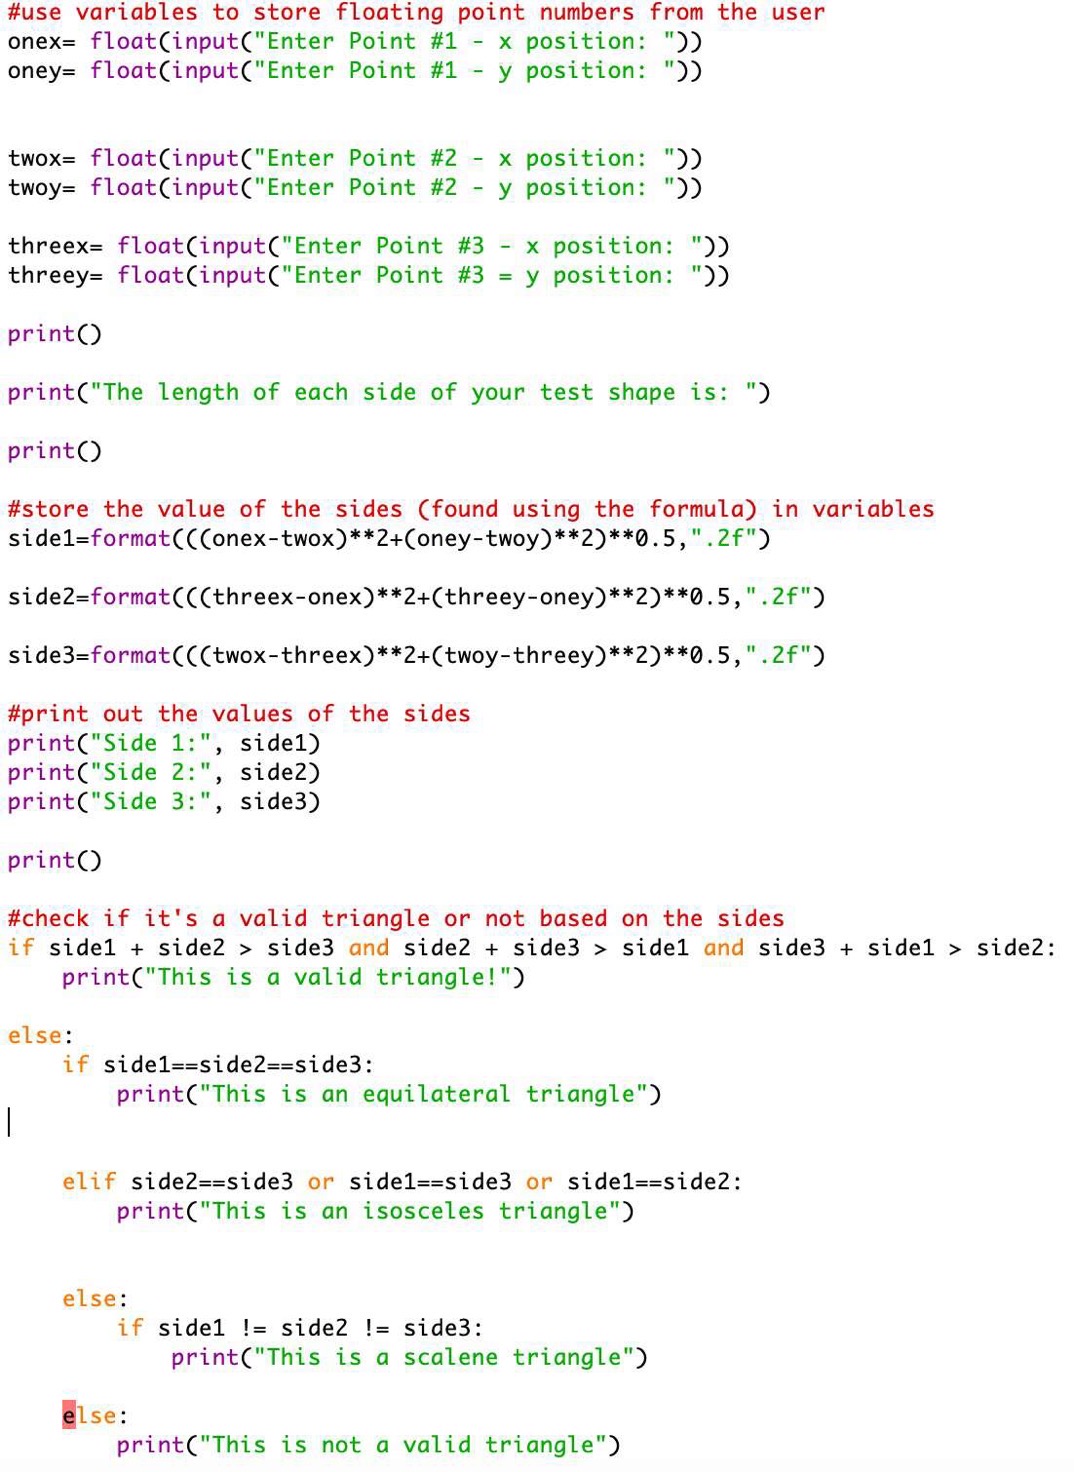 #use variables to store floating point numbers from the user
onex= float(input("Enter Point #1 - x position: "))
oney= float(input("Enter Point #1 - y position: "))
twox= float(input("Enter Point #2 - x position: "))
twoy= float(input("Enter Point #2 - y position: "))
threex= float(input("Enter Point #3 - x position: "))
threey= float(input("Enter Point #3 = y position: "))
print()
print("The length of each side of your test shape is: ")
print()
#store the value of the sides (found using the formula) in variables
side1=format(((onex-twox)**2+(oney-twoy)**2)**0.5,".2f")
side2=format(((threex-onex)**2+(threey-oney)**2)**0.5,".2f")
side3=format(((twox-threex)**2+(twoy-threey)**2)**0.5,".2f")
#print out the values of the sides
print("Side 1:", side1)
print("Side 2:", side2)
print("Side 3:", side3)
print()
#check if it's a valid triangle or not based on the sides
if side1 + side2 > side3 and side2 + side3 > side1 and side3 + side1 > side2:
    print("This is a valid triangle!")
else:
    if side1==side2==side3:
        print("This is an equilateral triangle")
    elif side2==side3 or side1==side3 or side1==side2:
        print("This is an isosceles triangle")
    else:
        if side1 != side2 != side3:
            print("This is a scalene triangle")
    else:
        print("This is not a valid triangle")